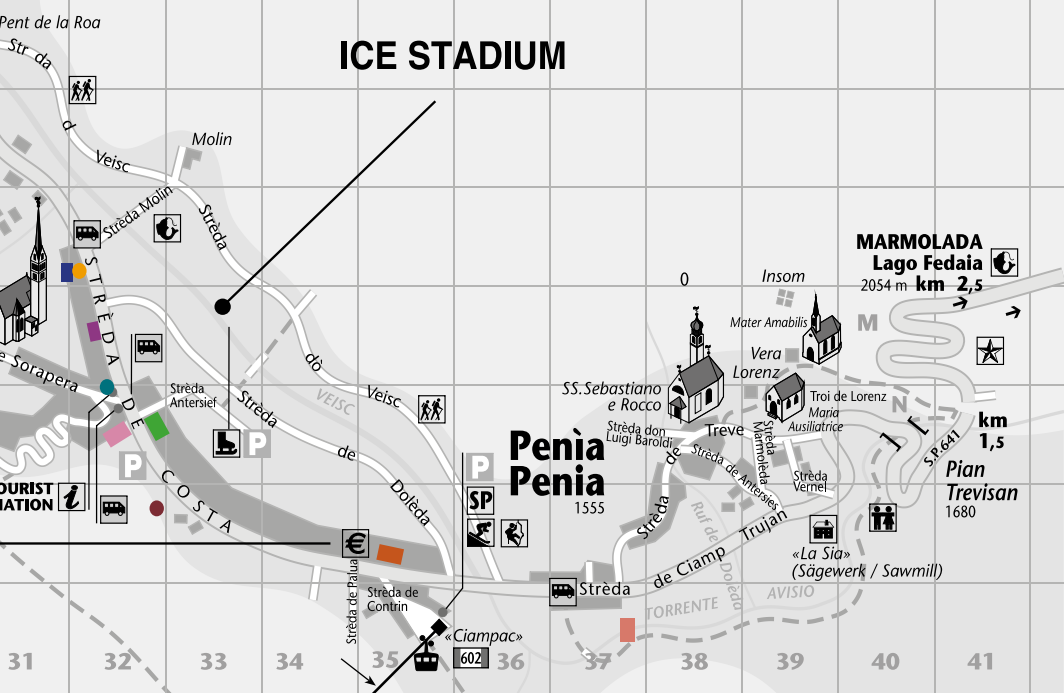 Pent de la Roa
Str da
ICE STADIUM
d
Veisc
Molin
Strèda Molin
Strèda
STRÈDA DE COSTA
e Sorapera
Strèda
Antersief
Strèda
de
Dolèda
dò
VEISC
Veisc
P
P
P
OURIST
MATION
i
SP
€
Strèda de Palua
Strèda de
Contrin
«Ciampac»
602
0
Insom
Mater Amabilis
Vera
Lorenz
SS.Sebastiano
e Rocco
Troi de Lorenz
Maria
Ausiliatrice
Strèda don
Luigi Baroldi
Treve
Strèda
Marmolèda
Strèda de Antersies
Strèda
Vernel
Penìa
Penia
1555
Strèda
de
Strèda
de Ciamp
Trujan
Ruf de
Dolèda
TORRENTE
AVISIO
«La Sia»
(Sägewerk / Sawmill)
MARMOLADA
Lago Fedaia
2054 m km 2,5
M
N
S.P.641
km
1,5
Pian
Trevisan
1680
31 32 33 34 35 36 37 38 39 40 41